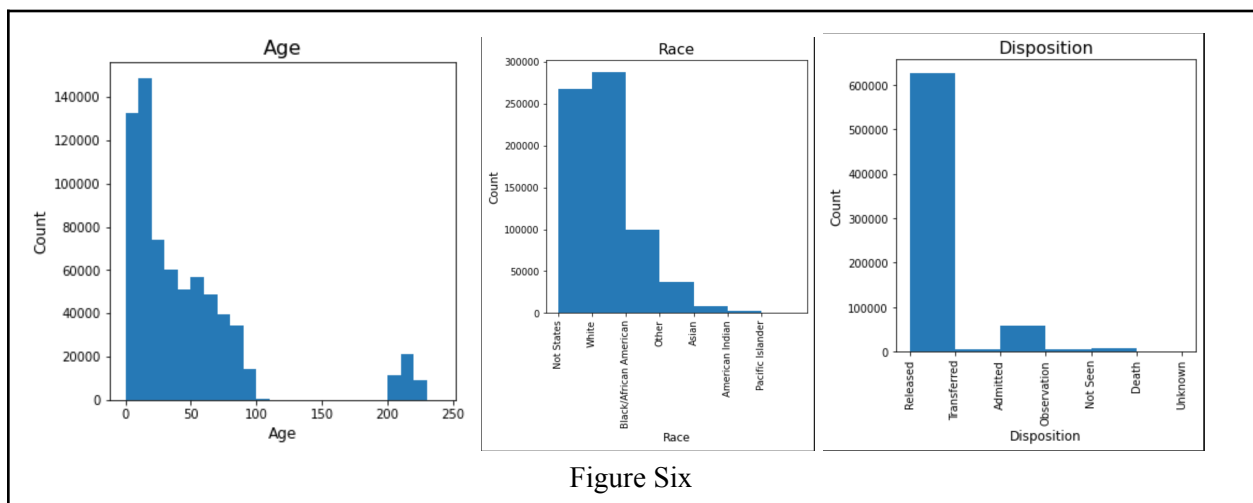 Age
140000
120000
100000
80000
60000
40000
20000
0
Count
0 50 100 150 200 250
Age
Race
300000
250000
200000
150000
100000
50000
0
Count
Not States
White
Black/African American
Other
Asian
American Indian
Pacific Islander
Race
Disposition
600000
500000
400000
300000
200000
100000
0
Count
Released
Transferred
Admitted
Observation
Not Seen
Death
Unknown
Disposition
Figure Six